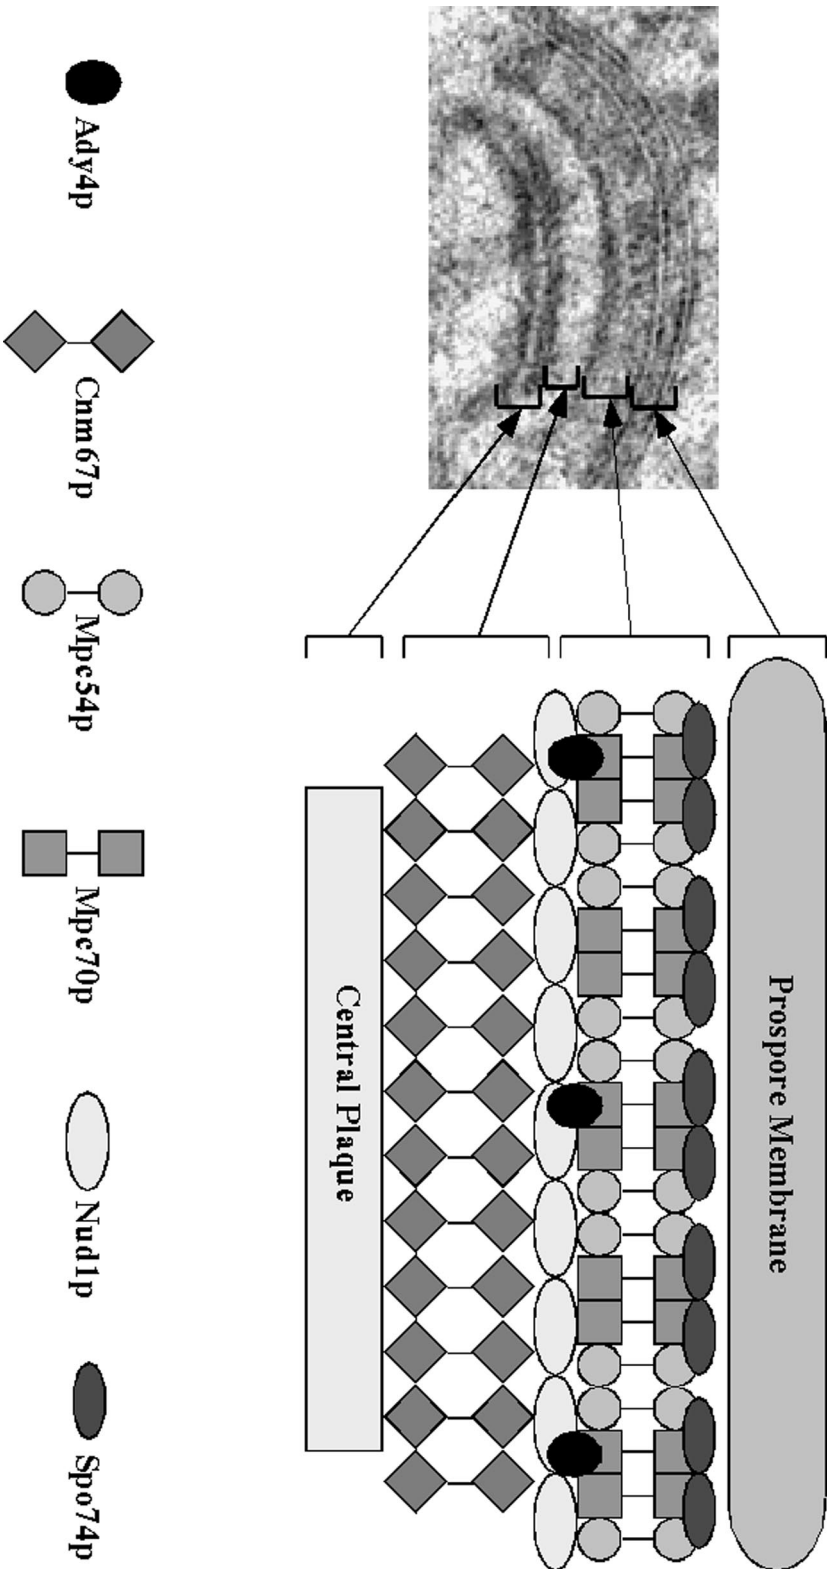 Prospore Membrane
Central Plaque
Ady4p
Cnm67p
Mpc54p
Mpc70p
Nud1p
Spo74p